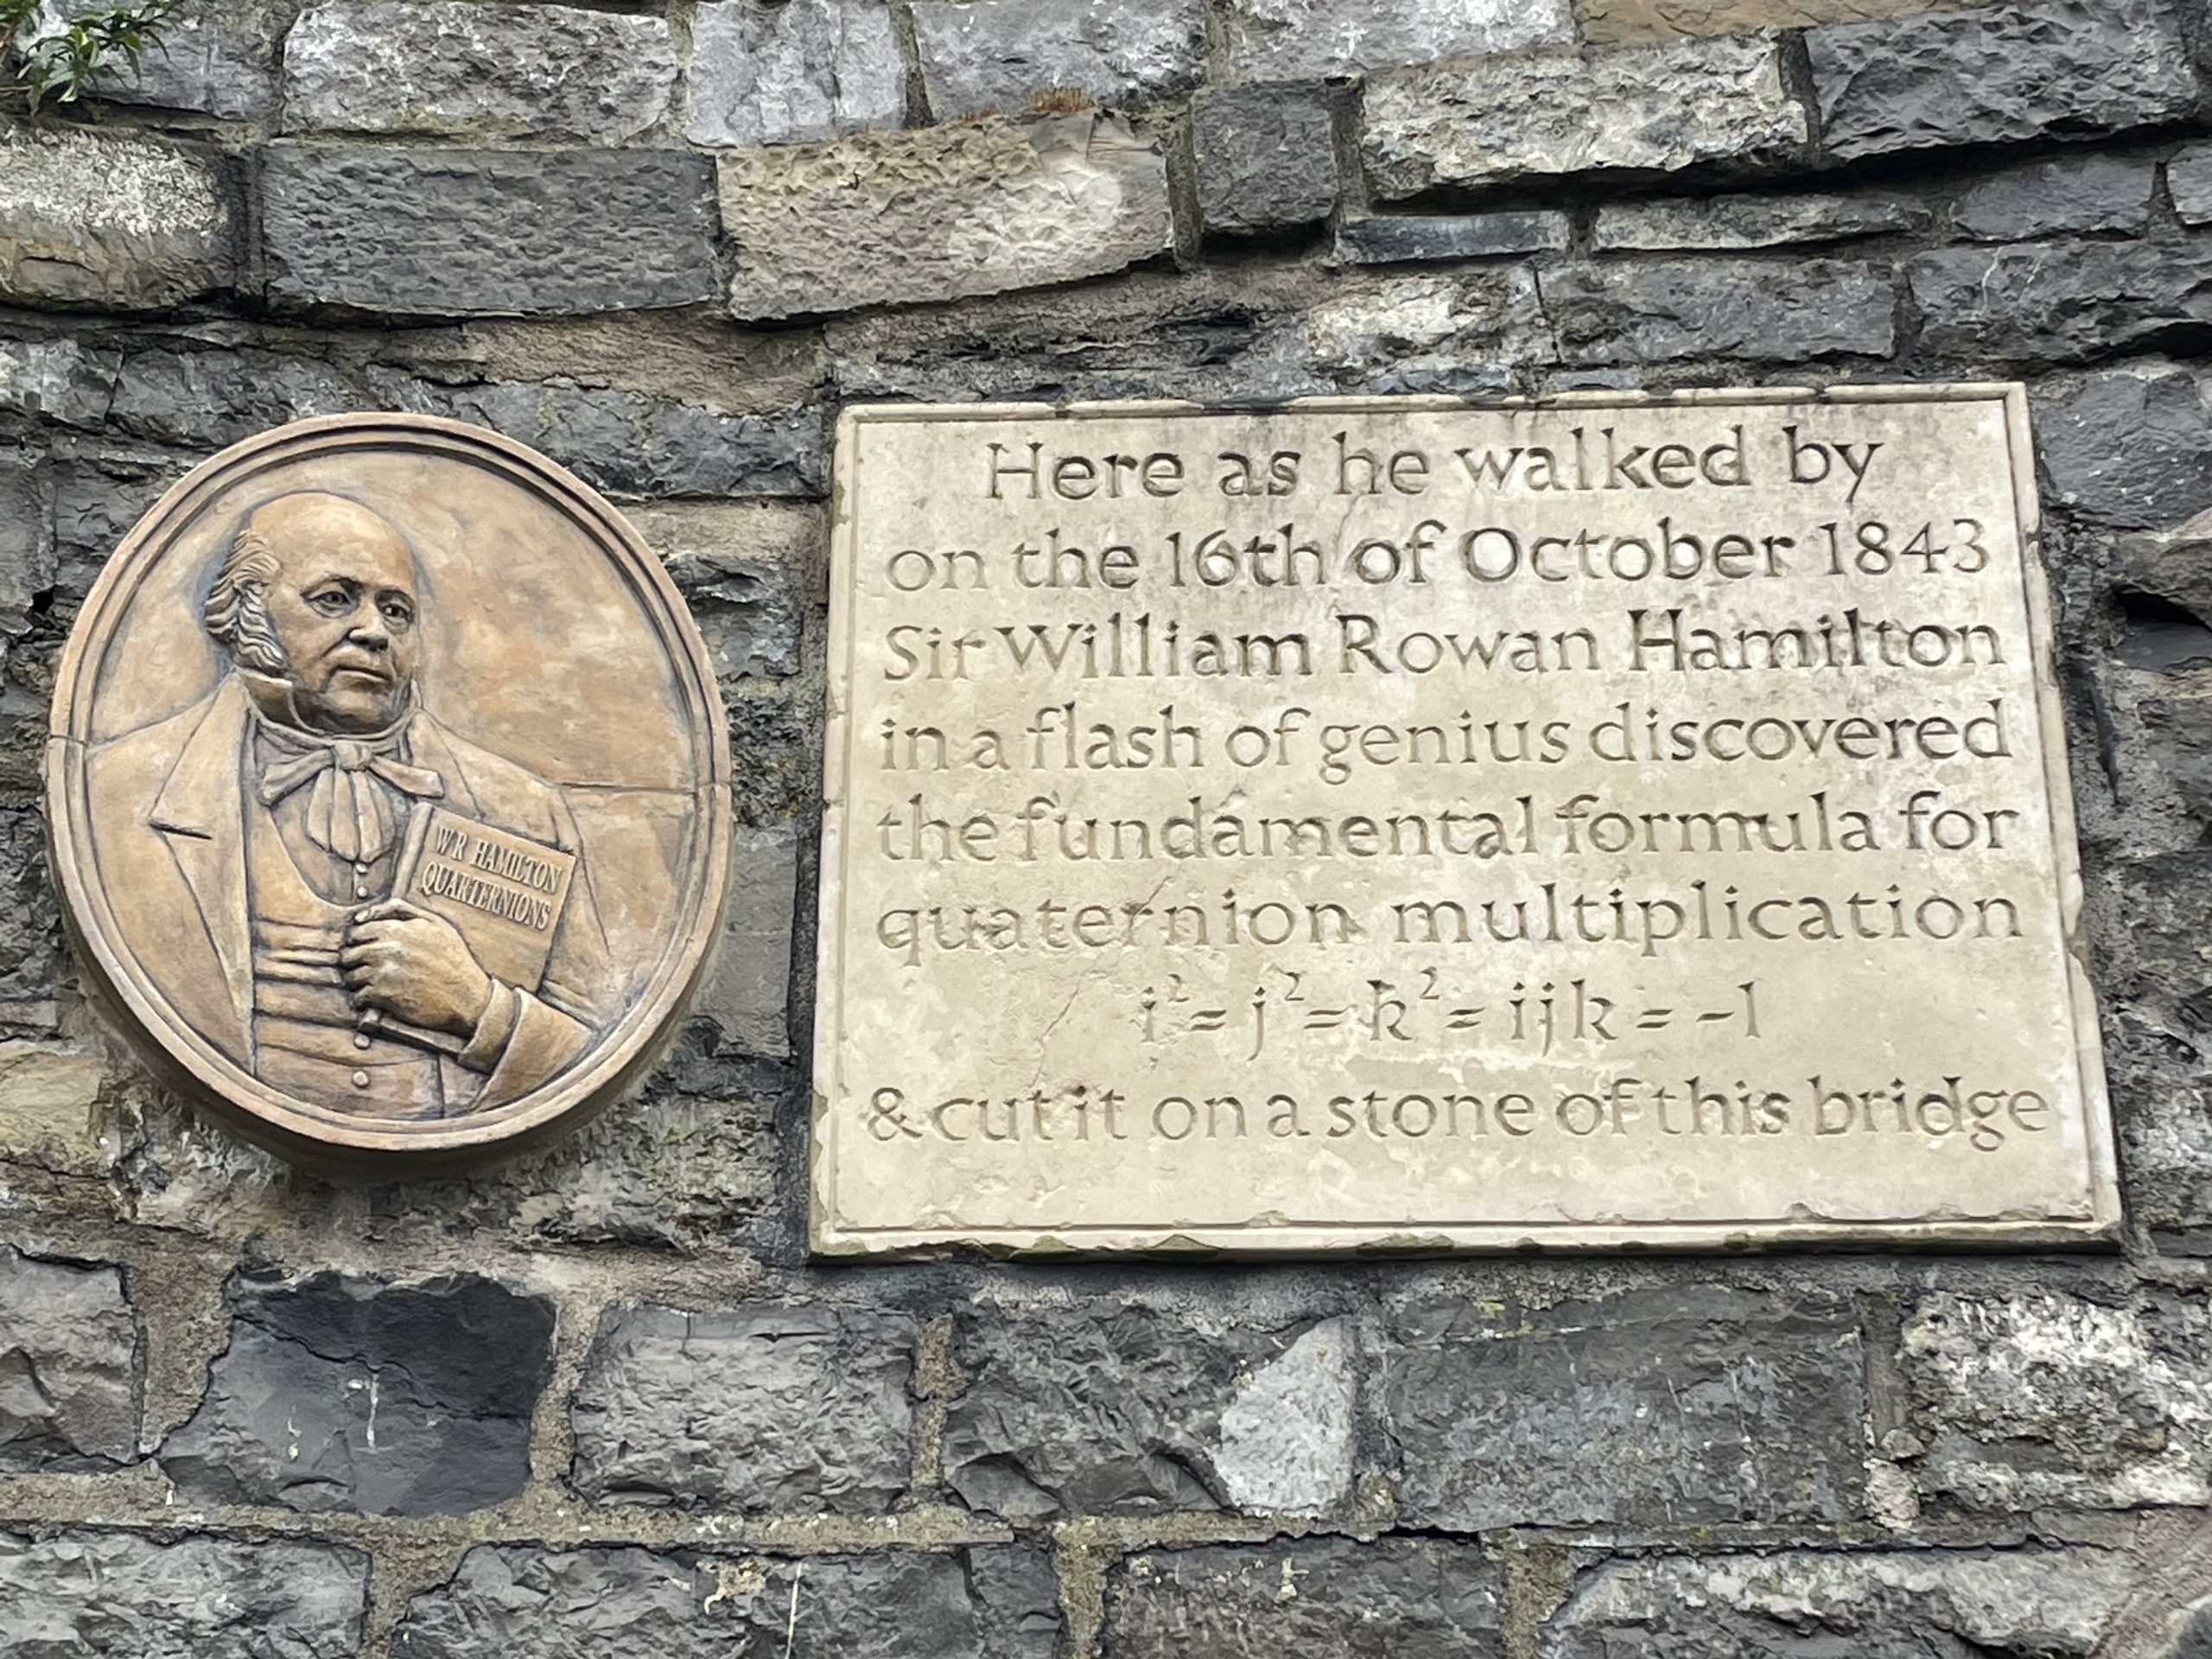 W R HAMILTON
QUARTERNIONS
Here as he walked by
on the 16th of October 1843
Sir William Rowan Hamilton
in a flash of genius discovered
the fundamental formula for
quaternion multiplication
i² = j² = k² = ijk = –1
& cut it on a stone of this bridge